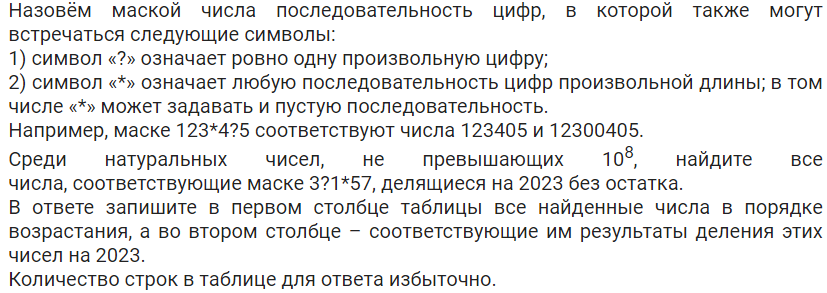 Назовём маской числа последовательность цифр, в которой также могут
встречаться следующие символы:
1) символ «?» означает ровно одну произвольную цифру;
2) символ «*» означает любую последовательность цифр произвольной длины; в том
числе «*» может задавать и пустую последовательность.
Например, маске 123*4?5 соответствуют числа 123405 и 12300405.
Среди натуральных чисел, не превышающих 10⁸, найдите все
числа, соответствующие маске 3?1*57, делящиеся на 2023 без остатка.
В ответе запишите в первом столбце таблицы все найденные числа в порядке
возрастания, а во втором столбце – соответствующие им результаты деления этих
чисел на 2023.
Количество строк в таблице для ответа избыточно.